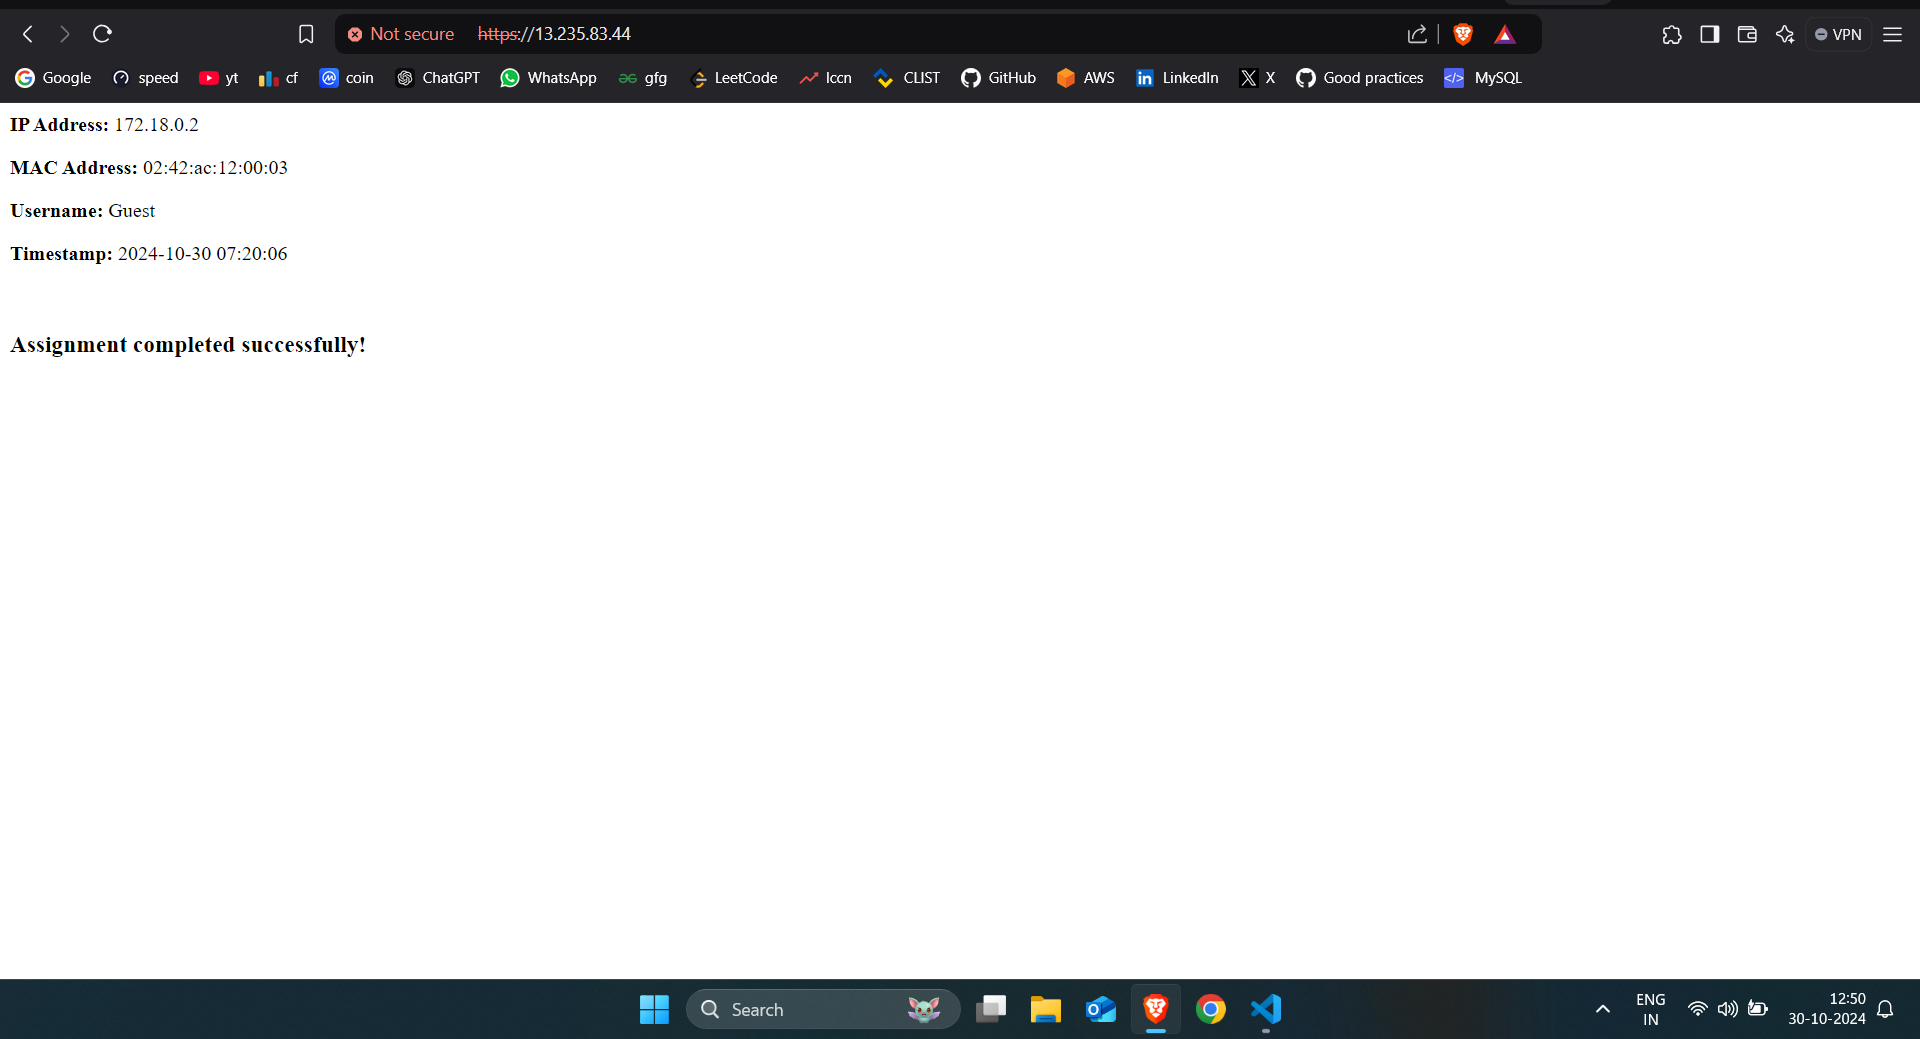 Not secure https://13.235.83.44 VPN
Google speed yt cf coin ChatGPT WhatsApp gfg LeetCode lccn CLIST GitHub AWS LinkedIn X Good practices MySQL
IP Address: 172.18.0.2
MAC Address: 02:42:ac:12:00:03
Username: Guest
Timestamp: 2024-10-30 07:20:06
Assignment completed successfully!
Search
ENG
IN
12:50
30-10-2024